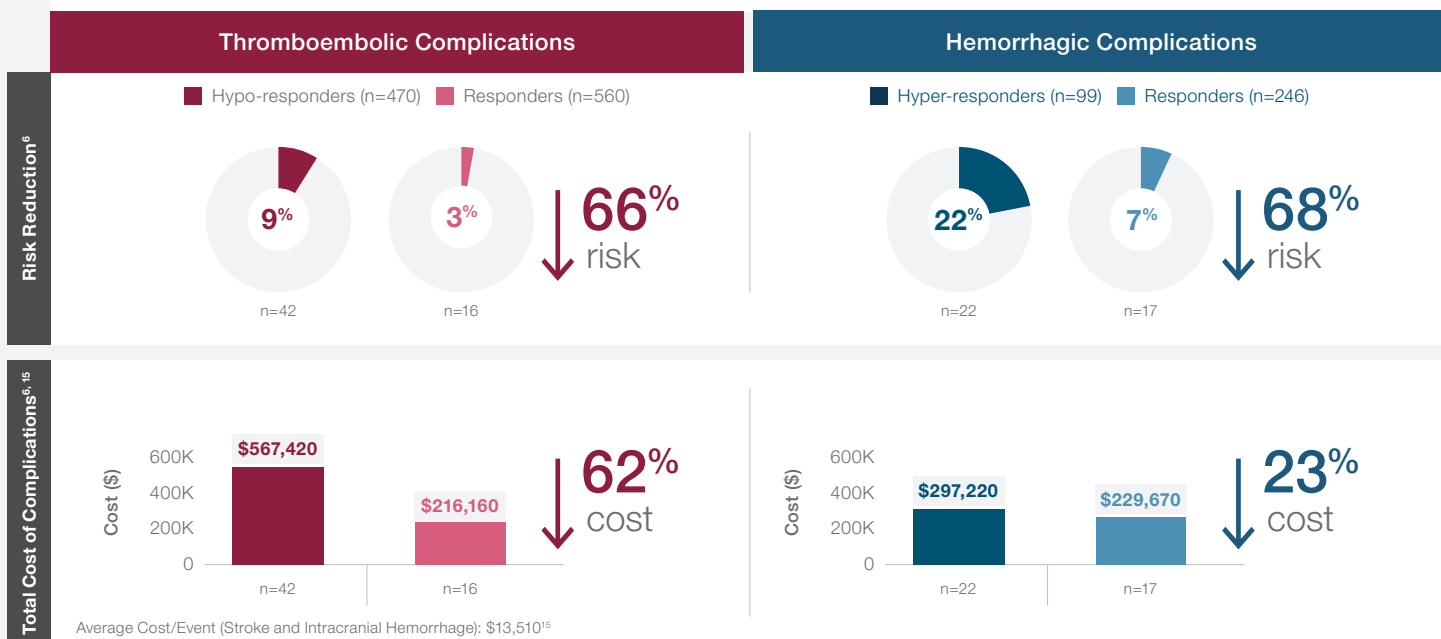 Thromboembolic Complications
Hemorrhagic Complications
Risk Reduction⁶
Hypo-responders (n=470) Responders (n=560)
Hyper-responders (n=99) Responders (n=246)
9%
3%
66%
risk
n=42
n=16
22%
7%
68%
risk
n=22
n=17
Total Cost of Complications⁶, ¹⁵
Cost ($)
600K
400K
200K
0
$567,420
$216,160
n=42
n=16
62%
cost
Cost ($)
600K
400K
200K
0
$297,220
$229,670
n=22
n=17
23%
cost
Average Cost/Event (Stroke and Intracranial Hemorrhage): $13,510¹⁵